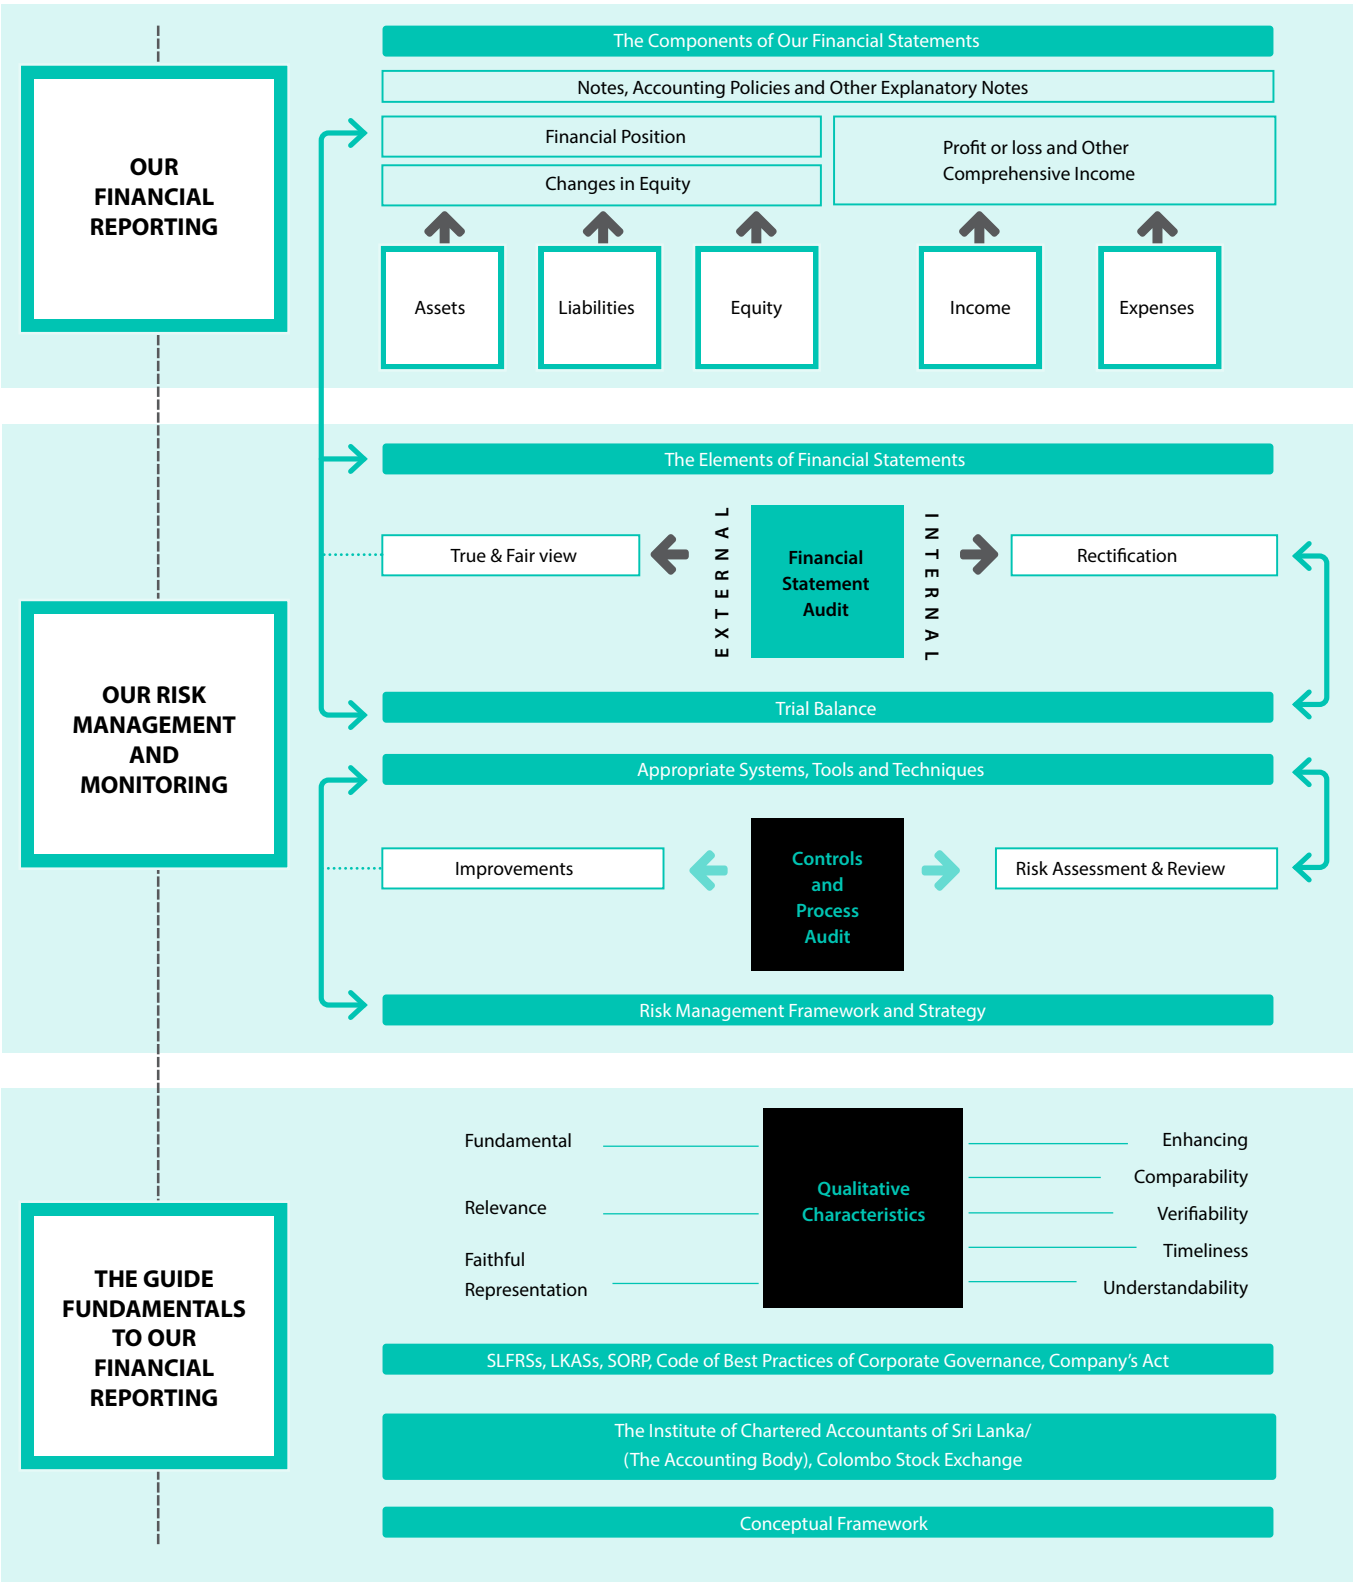 The Components of Our Financial Statements
Notes, Accounting Policies and Other Explanatory Notes
OUR
FINANCIAL
REPORTING
Financial Position
Changes in Equity
Profit or loss and Other
Comprehensive Income
Assets
Liabilities
Equity
Income
Expenses
OUR RISK
MANAGEMENT
AND
MONITORING
The Elements of Financial Statements
True & Fair view
EXTERNAL
Financial
Statement
Audit
INTERNAL
Rectification
Trial Balance
Appropriate Systems, Tools and Techniques
Improvements
Controls
and
Process
Audit
Risk Assessment & Review
Risk Management Framework and Strategy
THE GUIDE
FUNDAMENTALS
TO OUR
FINANCIAL
REPORTING
Fundamental
Relevance
Faithful
Representation
Qualitative
Characteristics
Enhancing
Comparability
Verifiability
Timeliness
Understandability
SLFRSs, LKASs, SORP, Code of Best Practices of Corporate Governance, Company's Act
The Institute of Chartered Accountants of Sri Lanka/
(The Accounting Body), Colombo Stock Exchange
Conceptual Framework